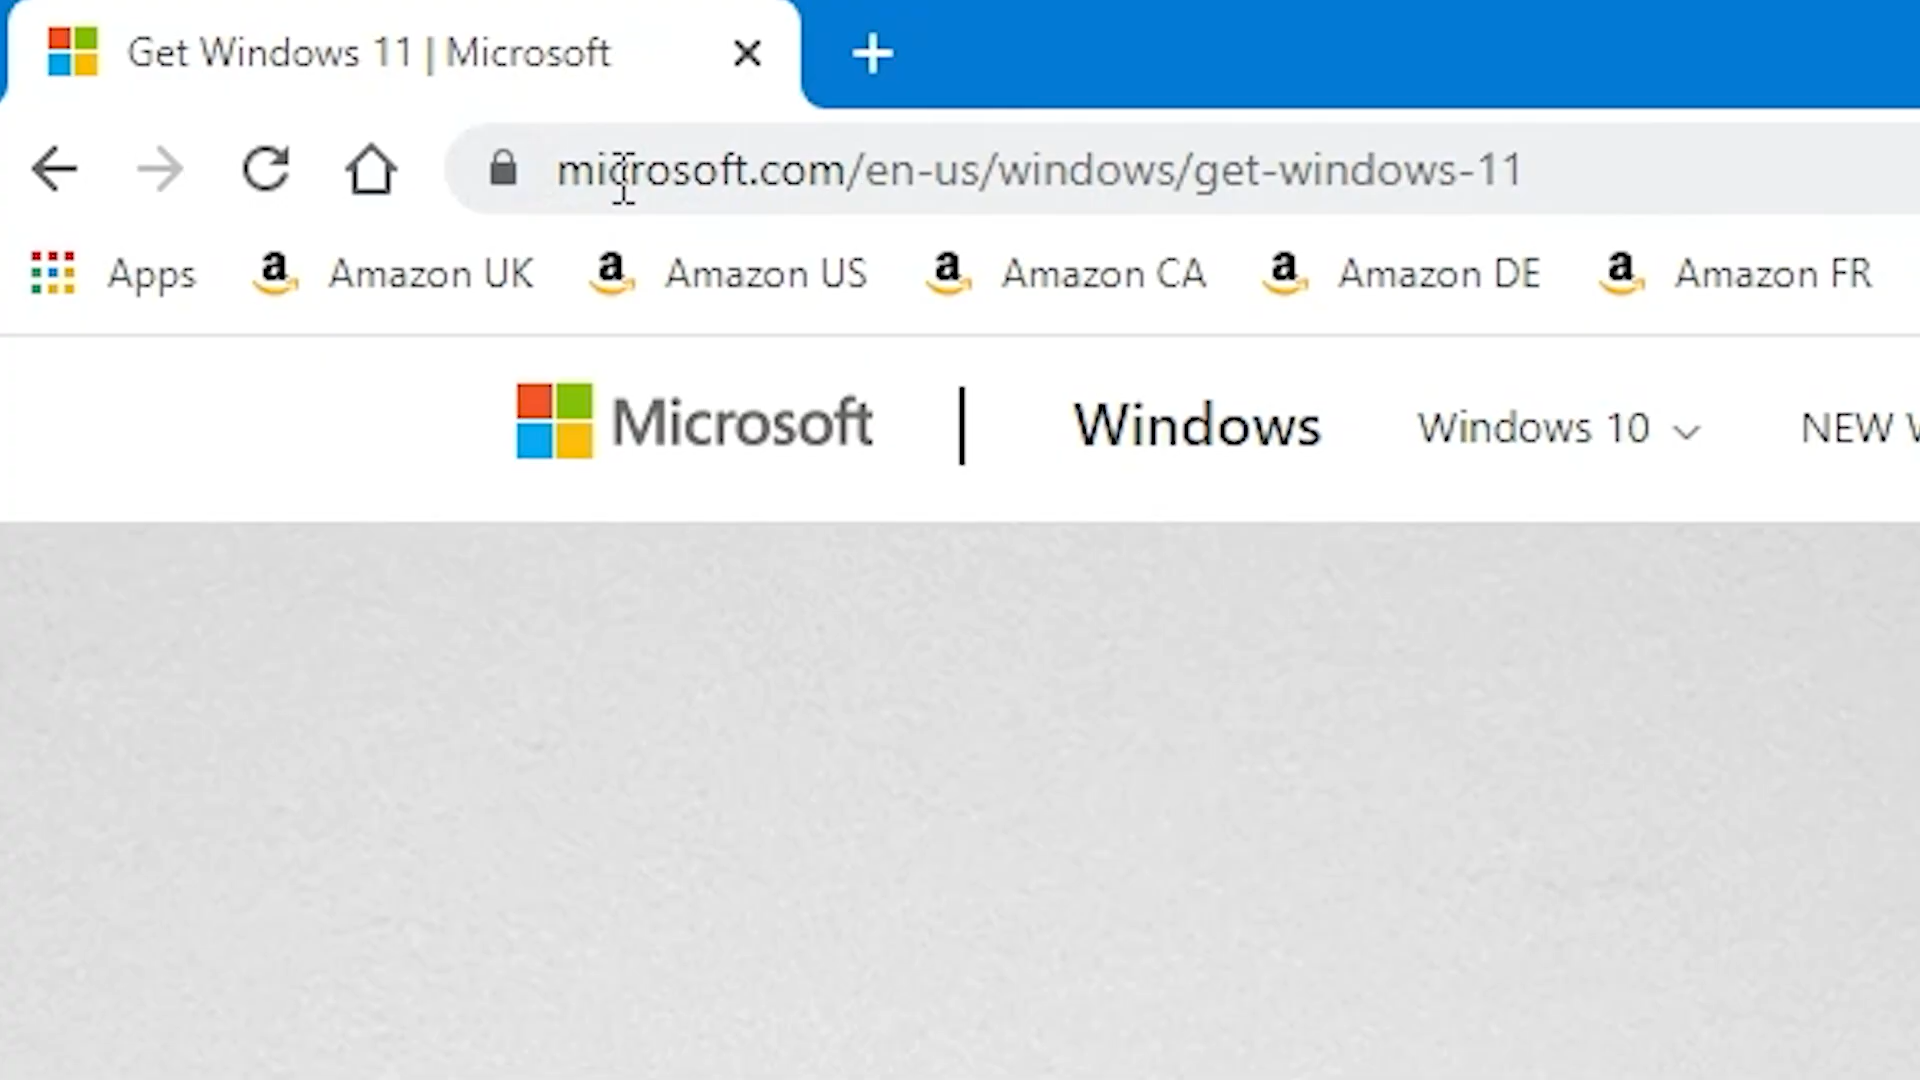 Get Windows 11 | Microsoft
microsoft.com/en-us/windows/get-windows-11
Apps Amazon UK Amazon US Amazon CA Amazon DE Amazon FR
Microsoft | Windows Windows 10 NEW